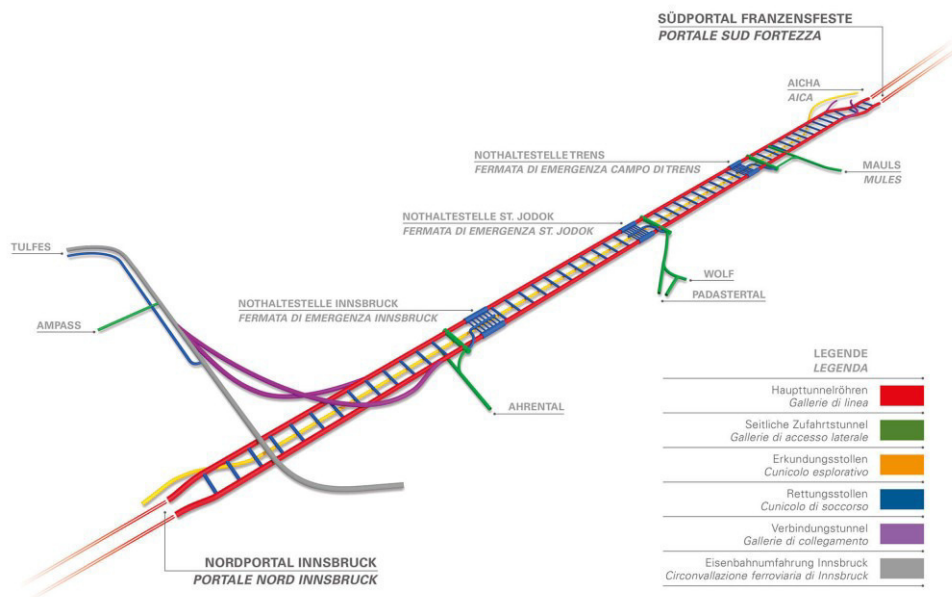 SÜDPORTAL FRANZENSFESTE
PORTALE SUD FORTEZZA
AICHA
AICA
NOTHALTESTELLE TRENS
FERMATA DI EMERGENZA CAMPO DI TRENS
MAULS
MULES
NOTHALTESTELLE ST. JODOK
FERMATA DI EMERGENZA ST. JODOK
TULFES
WOLF
PADASTERTAL
NOTHALTESTELLE INNSBRUCK
FERMATA DI EMERGENZA INNSBRUCK
AMPASS
AHRENTAL
NORDPORTAL INNSBRUCK
PORTALE NORD INNSBRUCK
LEGENDE
LEGENDA
Haupttunnelröhren
Gallerie di linea
Seitliche Zufahrtstunnel
Gallerie di accesso laterale
Erkundungsstollen
Cunicolo esplorativo
Rettungsstollen
Cunicolo di soccorso
Verbindungstunnel
Gallerie di collegamento
Eisenbahnumfahrung Innsbruck
Circonvallazione ferroviaria di Innsbruck